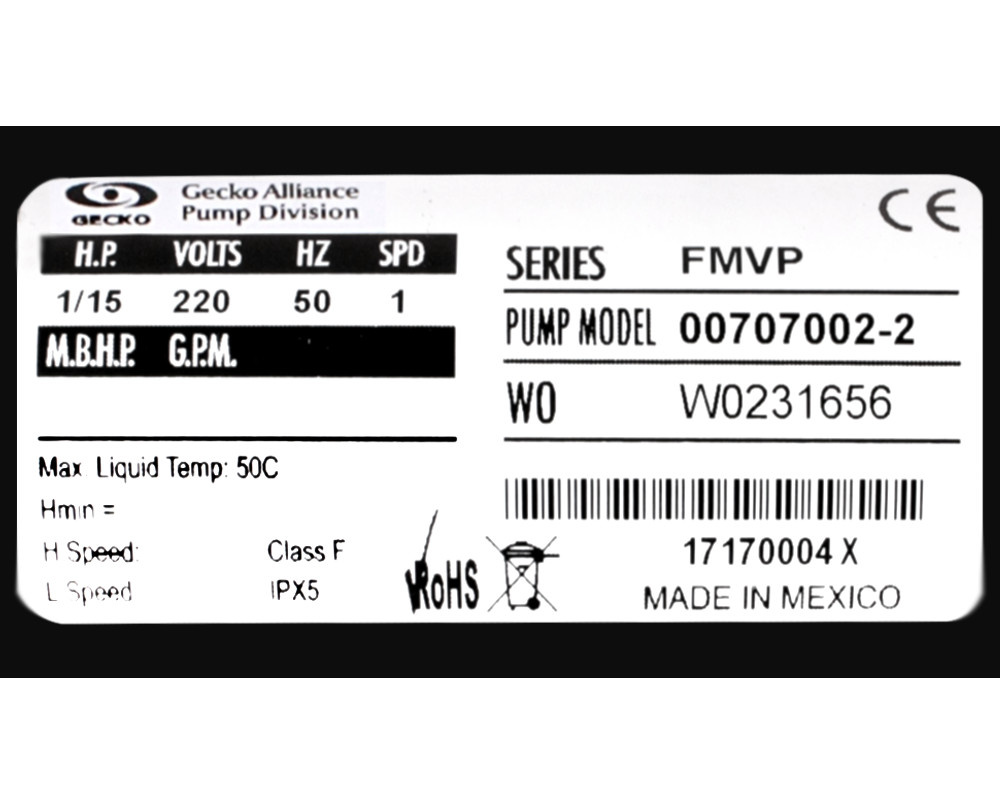 GECKO
Gecko Alliance
Pump Division
CE
H.P. VOLTS HZ SPD
1/15 220 50 1
M.B.H.P. G.P.M.
Max Liquid Temp: 50C
Hmin =
H Speed: Class F
L Speed IPX5
RoHS
SERIES FMVP
PUMP MODEL 00707002-2
WO W0231656
17170004 X
MADE IN MEXICO